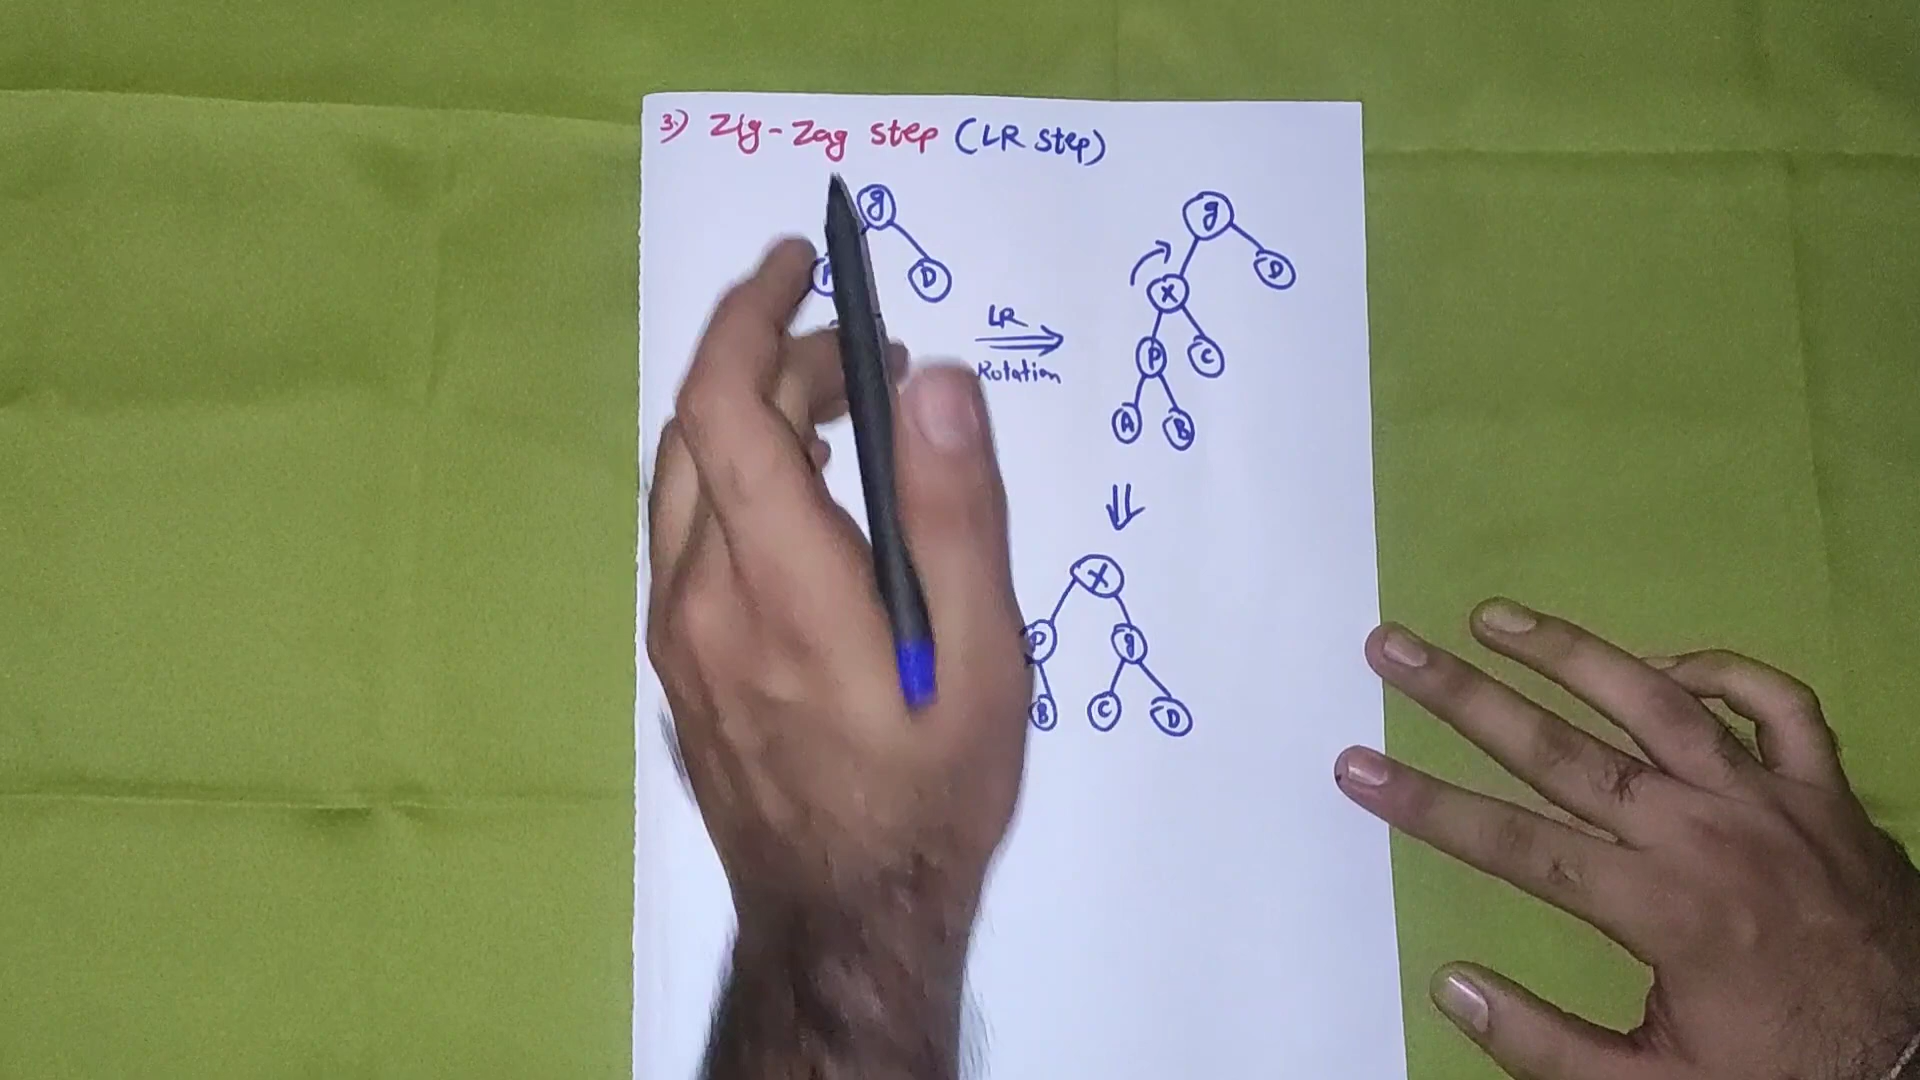 3.) Zig-Zag step (LR step)
g
D
LR
Rotation
g
X
D
P
C
A
B
X
P
g
B
C
D